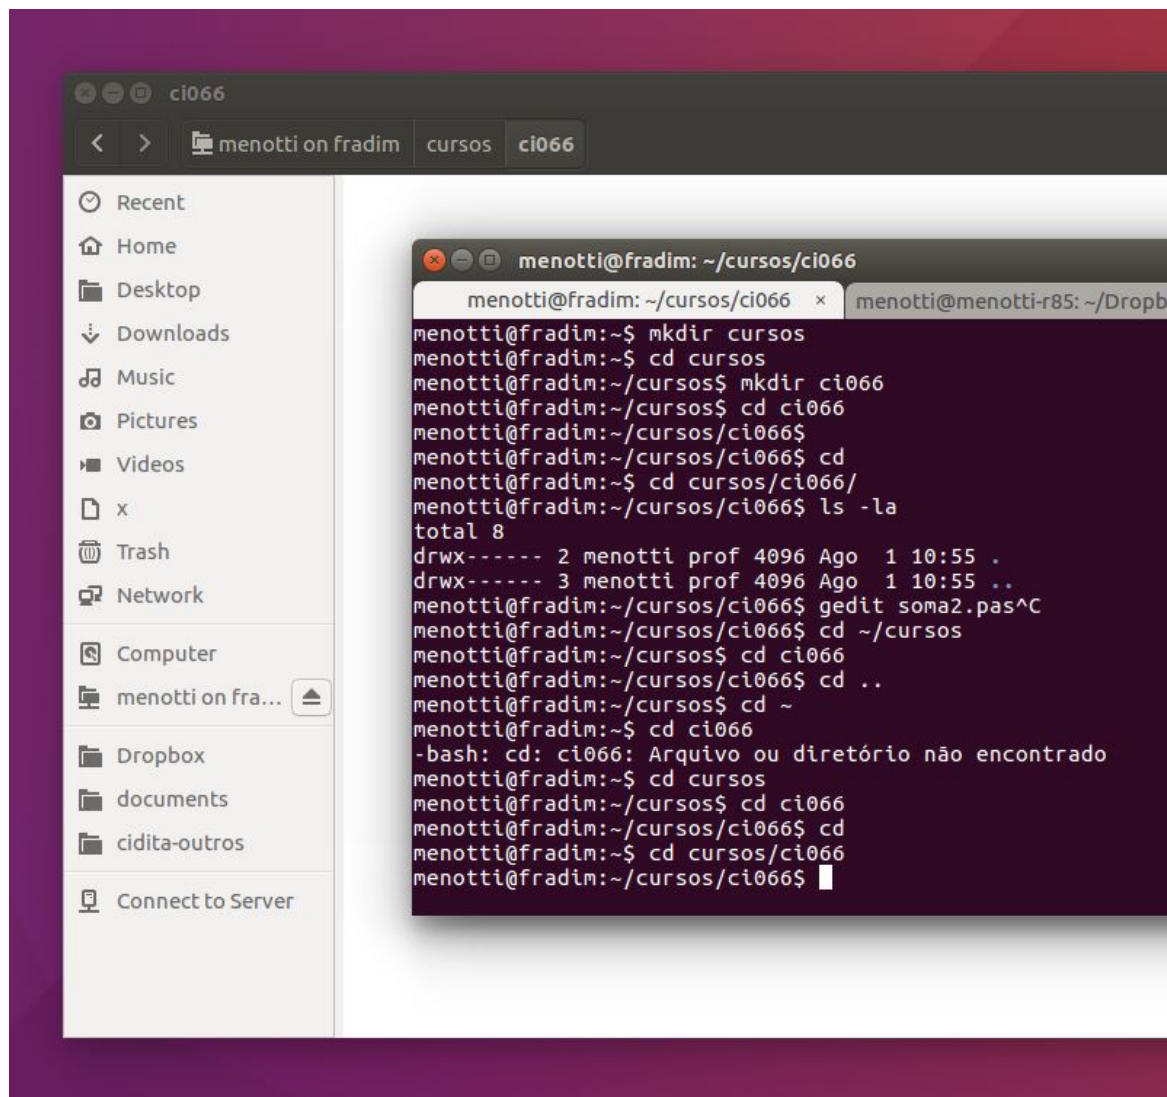 ci066
menotti on fradim cursos ci066
Recent
Home
Desktop
Downloads
Music
Pictures
Videos
x
Trash
Network
Computer
menotti on fra...
Dropbox
documents
cidita-outros
Connect to Server
menotti@fradim: ~/cursos/ci066
menotti@fradim: ~/cursos/ci066 × menotti@menotti-r85: ~/Dropb
menotti@fradim:~$ mkdir cursos
menotti@fradim:~$ cd cursos
menotti@fradim:~/cursos$ mkdir ci066
menotti@fradim:~/cursos$ cd ci066
menotti@fradim:~/cursos/ci066$
menotti@fradim:~/cursos/ci066$ cd
menotti@fradim:~$ cd cursos/ci066/
menotti@fradim:~/cursos/ci066$ ls -la
total 8
drwx------ 2 menotti prof 4096 Ago  1 10:55 .
drwx------ 3 menotti prof 4096 Ago  1 10:55 ..
menotti@fradim:~/cursos/ci066$ gedit soma2.pas^C
menotti@fradim:~/cursos/ci066$ cd ~/cursos
menotti@fradim:~/cursos$ cd ci066
menotti@fradim:~/cursos/ci066$ cd ..
menotti@fradim:~/cursos$ cd ~
menotti@fradim:~$ cd ci066
-bash: cd: ci066: Arquivo ou diretório não encontrado
menotti@fradim:~$ cd cursos
menotti@fradim:~/cursos$ cd ci066
menotti@fradim:~/cursos/ci066$ cd
menotti@fradim:~$ cd cursos/ci066
menotti@fradim:~/cursos/ci066$